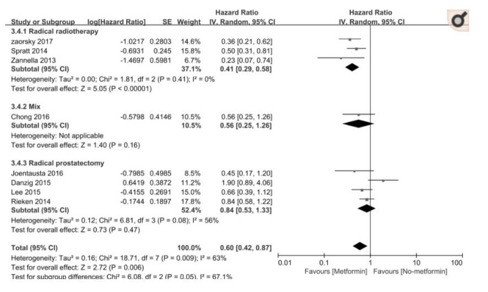 Hazard Ratio Hazard Ratio
Study or Subgroup log[Hazard Ratio] SE Weight IV. Random. 95% CI IV. Random. 95% CI
3.4.1 Radical radiotherapy
zaorsky 2017 -1.0217 0.2803 14.6% 0.36 [0.21, 0.62]
Spratt 2014 -0.6931 0.245 15.8% 0.50 [0.31, 0.81]
Zannella 2013 -1.4697 0.5981 6.8% 0.23 [0.07, 0.74]
Subtotal (95% CI) 37.1% 0.41 [0.29, 0.58]
Heterogeneity: Tau² = 0.00; Chi² = 1.81, df = 2 (P = 0.41); I² = 0%
Test for overall effect: Z = 5.05 (P < 0.00001)
3.4.2 Mix
Chong 2016 -0.5798 0.4146 10.5% 0.56 [0.25, 1.26]
Subtotal (95% CI) 10.5% 0.56 [0.25, 1.26]
Heterogeneity: Not applicable
Test for overall effect: Z = 1.40 (P = 0.16)
3.4.3 Radical prostatectomy
Joentausta 2016 -0.7985 0.4985 8.5% 0.45 [0.17, 1.20]
Danzig 2015 0.6419 0.3872 11.2% 1.90 [0.89, 4.06]
Lee 2015 -0.4155 0.2691 15.0% 0.66 [0.39, 1.12]
Rieken 2014 -0.1744 0.1897 17.7% 0.84 [0.58, 1.22]
Subtotal (95% CI) 52.4% 0.84 [0.53, 1.33]
Heterogeneity: Tau² = 0.12; Chi² = 6.81, df = 3 (P = 0.08); I² = 56%
Test for overall effect: Z = 0.73 (P = 0.47)
Total (95% CI) 100.0% 0.60 [0.42, 0.87]
Heterogeneity: Tau² = 0.16; Chi² = 18.71, df = 7 (P = 0.009); I² = 63%
Test for overall effect: Z = 2.72 (P = 0.006)
Test for subgroup differences: Chi² = 6.08, df = 2 (P = 0.05), I² = 67.1%
0.01 0.1 1 10 100
Favours [Metformin] Favours [No-metformin]